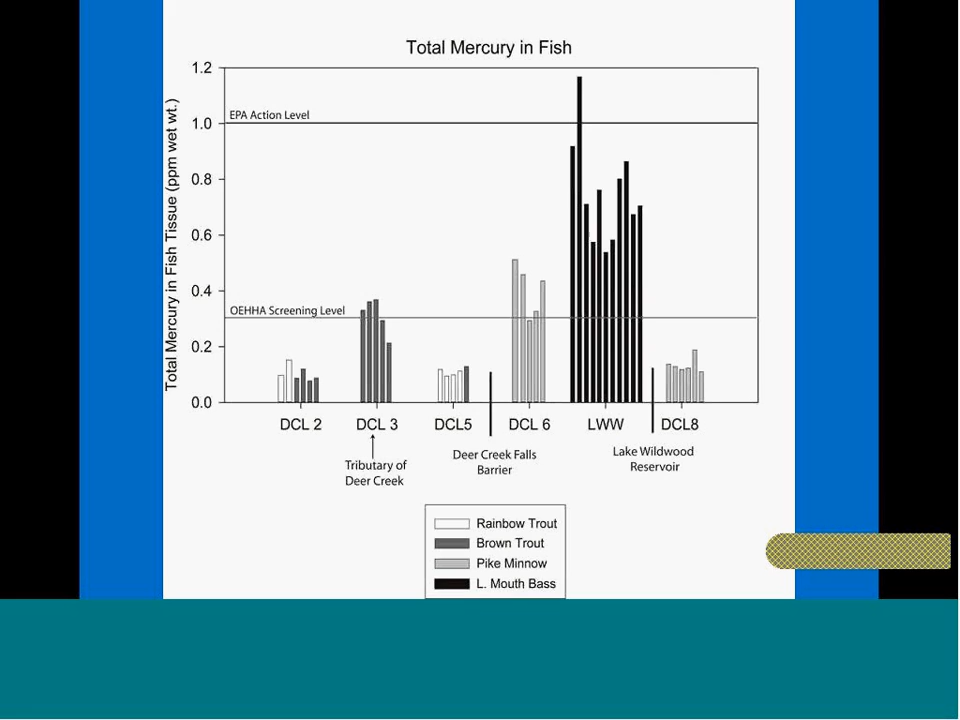 Total Mercury in Fish
Total Mercury in Fish Tissue (ppm wet wt.)
1.2
1.0
0.8
0.6
0.4
0.2
0.0
EPA Action Level
OEHHA Screening Level
DCL 2
DCL 3
DCL5
DCL 6
LWW
DCL8
Tributary of
Deer Creek
Deer Creek Falls
Barrier
Lake Wildwood
Reservoir
Rainbow Trout
Brown Trout
Pike Minnow
L. Mouth Bass